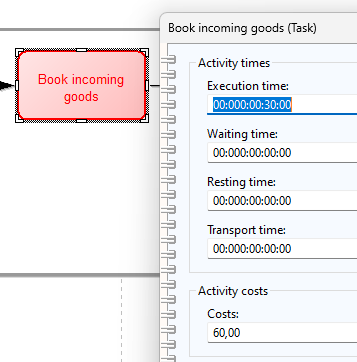 Book incoming goods (Task)
Book incoming
goods
Activity times
Execution time:
00:000:00:30:00
Waiting time:
00:000:00:00:00
Resting time:
00:000:00:00:00
Transport time:
00:000:00:00:00
Activity costs
Costs:
60,00